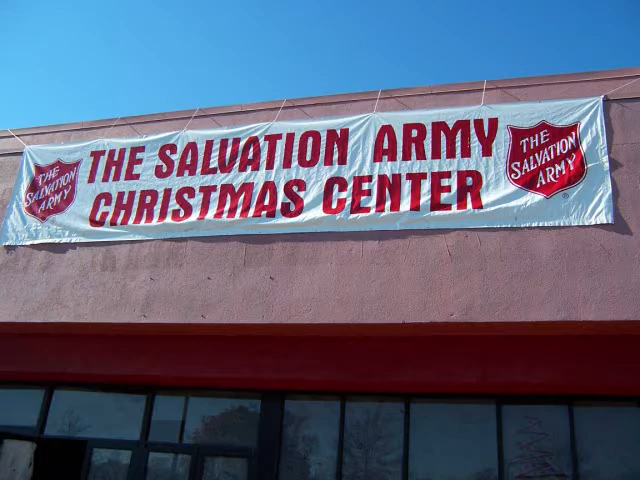 THE SALVATION ARMY
CHRISTMAS CENTER
THE
SALVATION
ARMY
THE
SALVATION
ARMY
®